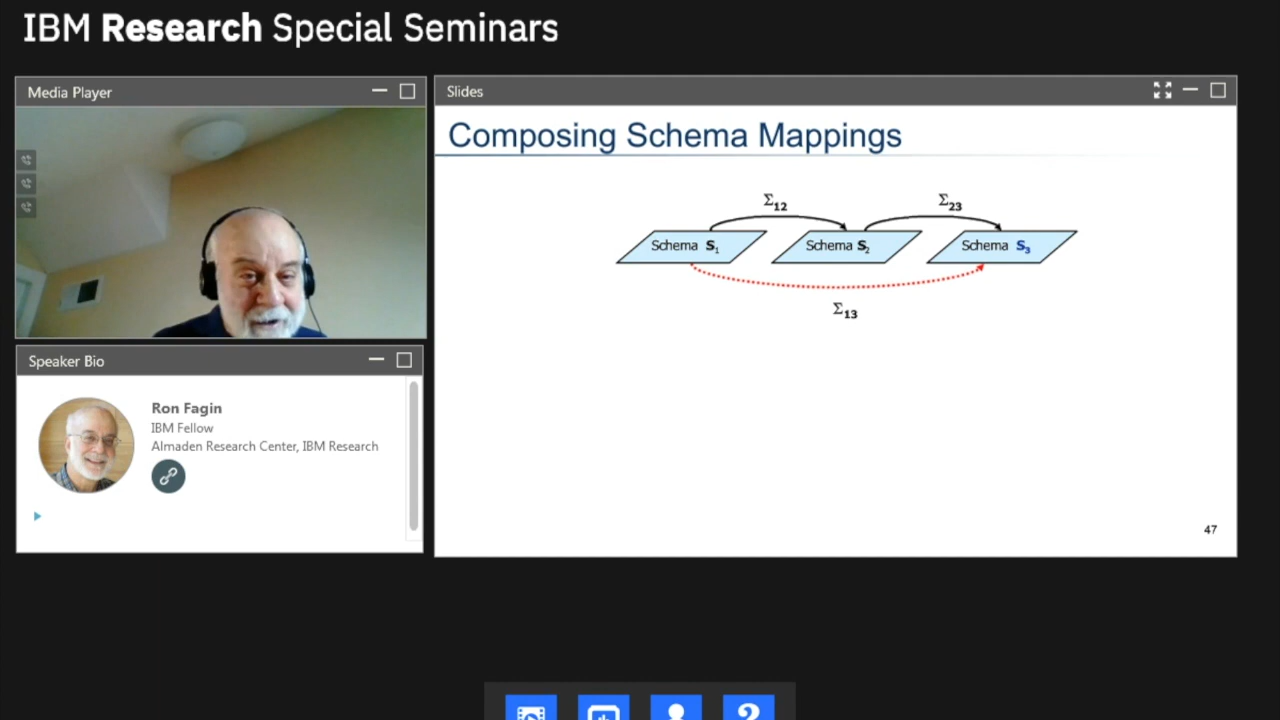 IBM Research Special Seminars
Media Player
Slides
Composing Schema Mappings
Σ12
Σ23
Schema S1
Schema S2
Schema S3
Σ13
47
Speaker Bio
Ron Fagin
IBM Fellow
Almaden Research Center, IBM Research
?